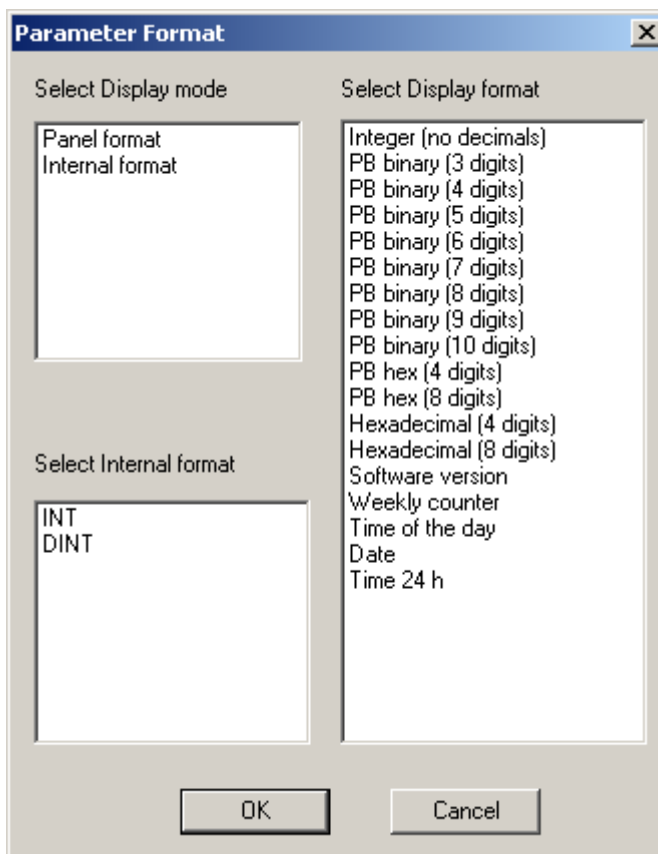 Parameter Format
Select Display mode
Panel format
Internal format
Select Internal format
INT
DINT
Select Display format
Integer (no decimals)
PB binary (3 digits)
PB binary (4 digits)
PB binary (5 digits)
PB binary (6 digits)
PB binary (7 digits)
PB binary (8 digits)
PB binary (9 digits)
PB binary (10 digits)
PB hex (4 digits)
PB hex (8 digits)
Hexadecimal (4 digits)
Hexadecimal (8 digits)
Software version
Weekly counter
Time of the day
Date
Time 24 h
OK
Cancel